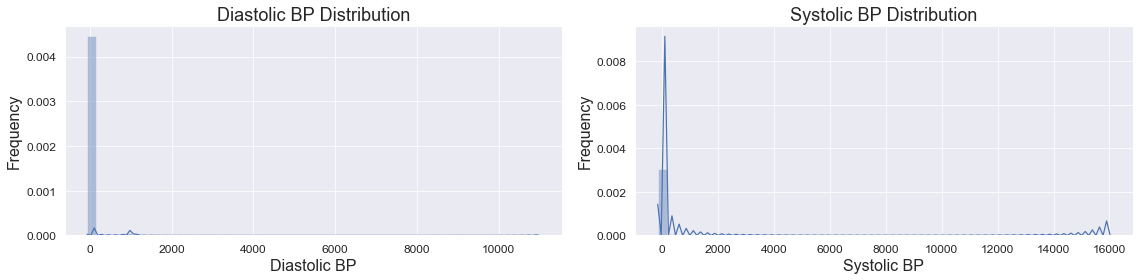 Diastolic BP Distribution
Frequency
0.004
0.003
0.002
0.001
0.000
0 2000 4000 6000 8000 10000
Diastolic BP
Systolic BP Distribution
Frequency
0.008
0.006
0.004
0.002
0.000
0 2000 4000 6000 8000 10000 12000 14000 16000
Systolic BP